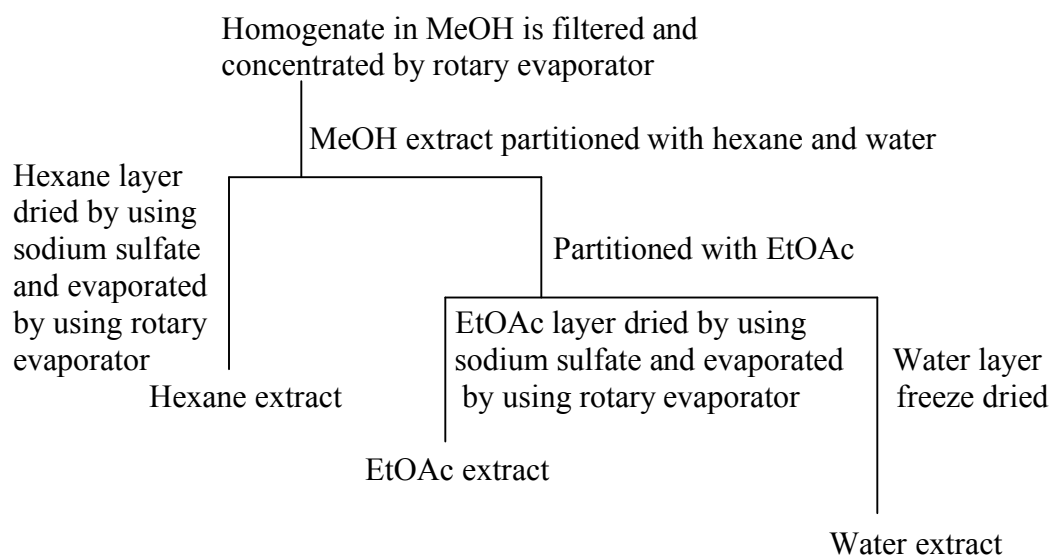 Homogenate in MeOH is filtered and
concentrated by rotary evaporator
MeOH extract partitioned with hexane and water
Hexane layer
dried by using
sodium sulfate
and evaporated
by using rotary
evaporator
Partitioned with EtOAc
EtOAc layer dried by using
sodium sulfate and evaporated
by using rotary evaporator
Water layer
freeze dried
Hexane extract
EtOAc extract
Water extract